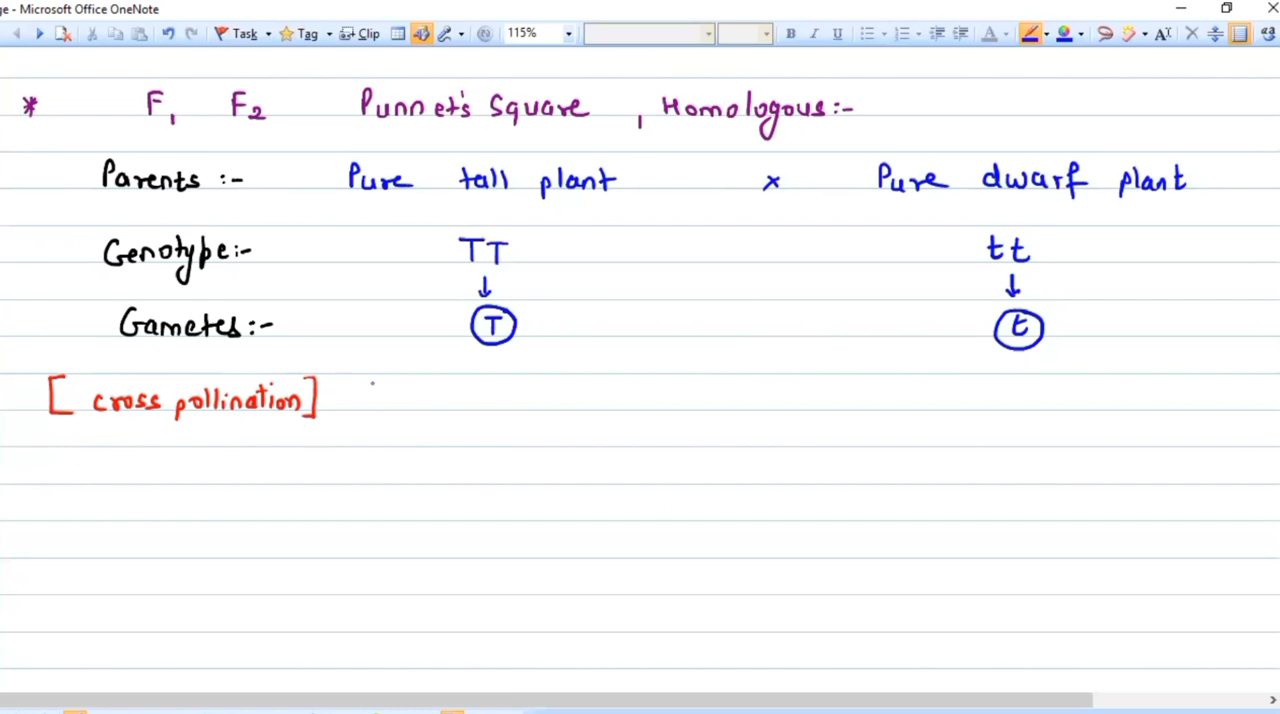 ge - Microsoft Office OneNote
Task Tag Clip 115% B I U A
* F1 F2 Punnet's Square , Homologous:-
Parents :- Pure tall plant x Pure dwarf plant
Genotype:- TT tt
↓ ↓
Gametes:- T t
[ cross pollination]